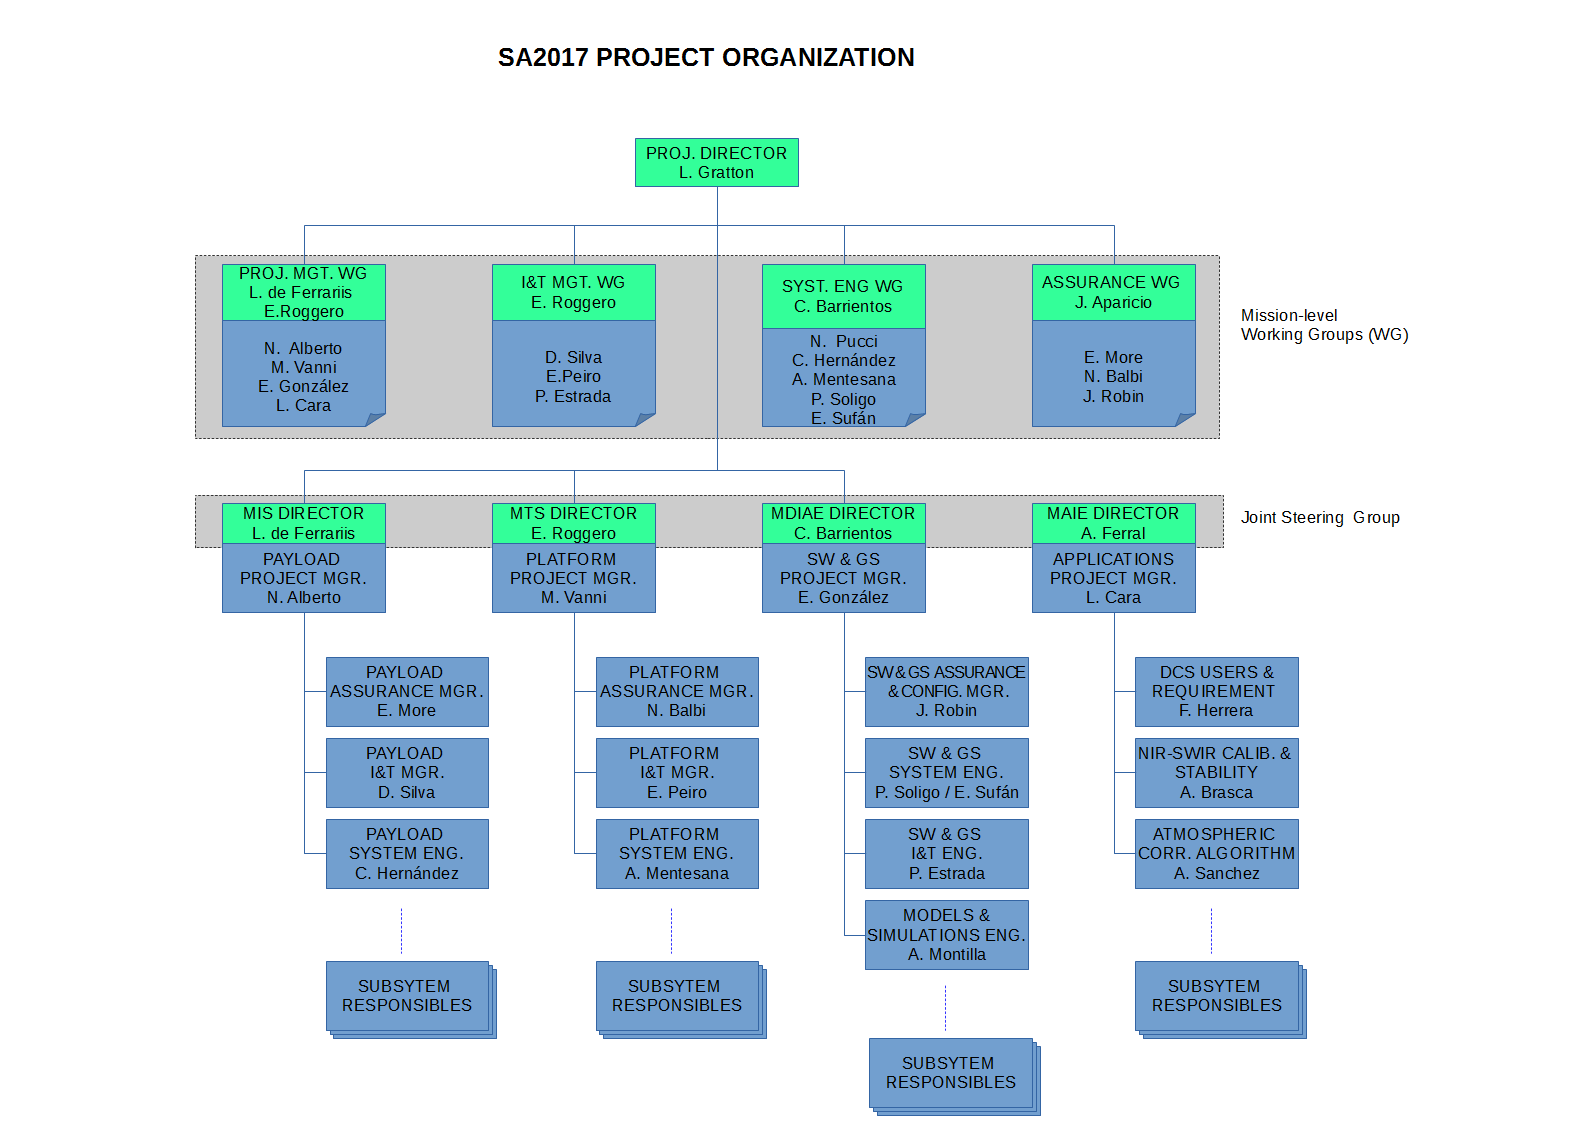 SA2017 PROJECT ORGANIZATION
PROJ. DIRECTOR
L. Gratton
PROJ. MGT. WG
L. de Ferrariis
E.Roggero
N. Alberto
M. Vanni
E. González
L. Cara
I&T MGT. WG
E. Roggero
D. Silva
E.Peiro
P. Estrada
SYST. ENG WG
C. Barrientos
N. Pucci
C. Hernández
A. Mentesana
P. Soligo
E. Sufán
ASSURANCE WG
J. Aparicio
E. More
N. Balbi
J. Robin
Mission-level
Working Groups (WG)
MIS DIRECTOR
L. de Ferrariis
PAYLOAD
PROJECT MGR.
N. Alberto
MTS DIRECTOR
E. Roggero
PLATFORM
PROJECT MGR.
M. Vanni
MDIAE DIRECTOR
C. Barrientos
SW & GS
PROJECT MGR.
E. González
MAIE DIRECTOR
A. Ferral
APPLICATIONS
PROJECT MGR.
L. Cara
Joint Steering Group
PAYLOAD
ASSURANCE MGR.
E. More
PAYLOAD
I&T MGR.
D. Silva
PAYLOAD
SYSTEM ENG.
C. Hernández
SUBSYTEM
RESPONSIBLES
PLATFORM
ASSURANCE MGR.
N. Balbi
PLATFORM
I&T MGR.
E. Peiro
PLATFORM
SYSTEM ENG.
A. Mentesana
SUBSYTEM
RESPONSIBLES
SW & GS ASSURANCE
& CONFIG. MGR.
J. Robin
SW & GS
SYSTEM ENG.
P. Soligo / E. Sufán
SW & GS
I&T ENG.
P. Estrada
MODELS &
SIMULATIONS ENG.
A. Montilla
SUBSYTEM
RESPONSIBLES
DCS USERS &
REQUIREMENT
F. Herrera
NIR-SWIR CALIB. &
STABILITY
A. Brasca
ATMOSPHERIC
CORR. ALGORITHM
A. Sanchez
SUBSYTEM
RESPONSIBLES